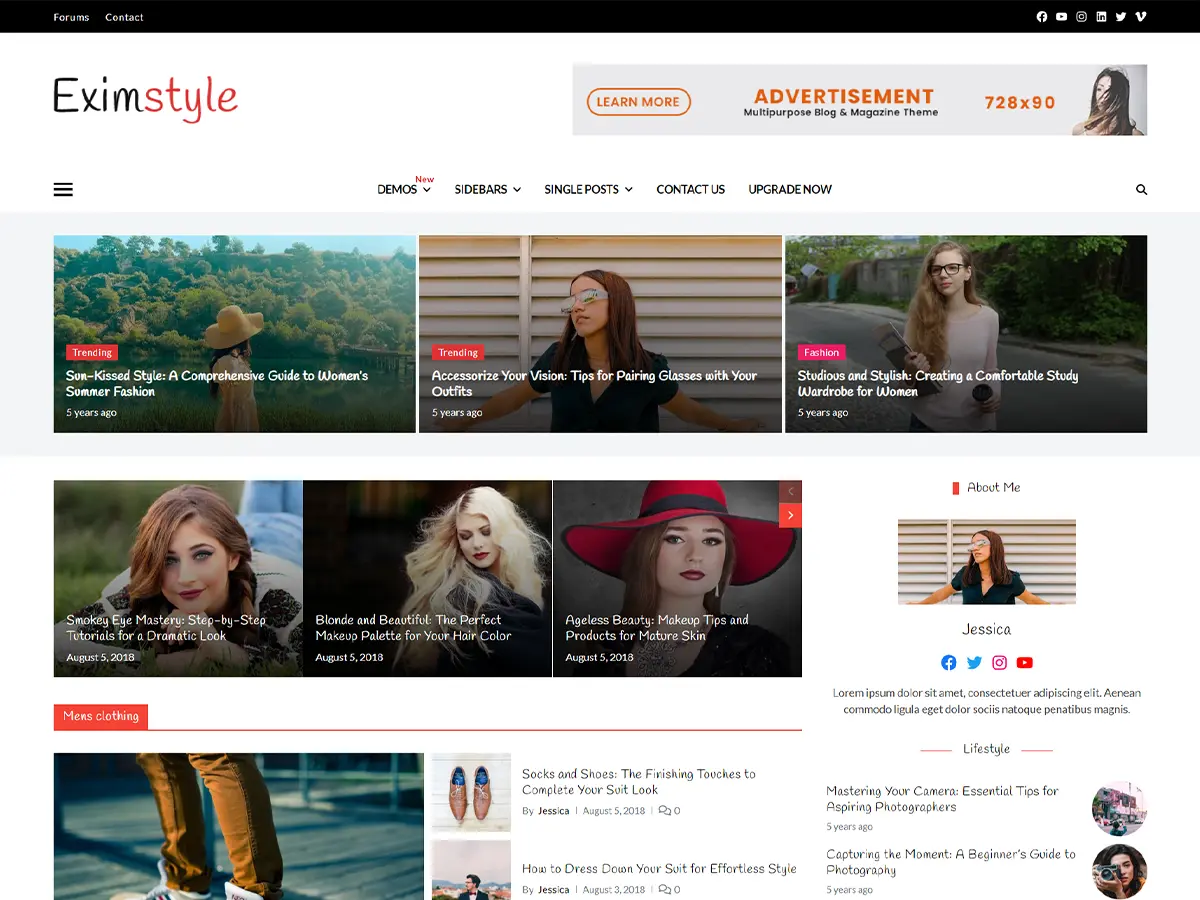 Forums Contact
Eximstyle
LEARN MORE
ADVERTISEMENT
Multipurpose Blog & Magazine Theme
728x90
New
DEMOS SIDEBARS SINGLE POSTS CONTACT US UPGRADE NOW
Trending
Sun-Kissed Style: A Comprehensive Guide to Women's
Summer Fashion
5 years ago
Trending
Accessorize Your Vision: Tips for Pairing Glasses with Your
Outfits
5 years ago
Fashion
Studious and Stylish: Creating a Comfortable Study
Wardrobe for Women
5 years ago
Smokey Eye Mastery: Step-by-Step
Tutorials for a Dramatic Look
August 5, 2018
Blonde and Beautiful: The Perfect
Makeup Palette for Your Hair Color
August 5, 2018
Ageless Beauty: Makeup Tips and
Products for Mature Skin
August 5, 2018
Mens clothing
Socks and Shoes: The Finishing Touches to
Complete Your Suit Look
By Jessica | August 5, 2018 | 0
How to Dress Down Your Suit for Effortless Style
By Jessica | August 3, 2018 | 0
About Me
Jessica
Lorem ipsum dolor sit amet, consectetuer adipiscing elit. Aenean
commodo ligula eget dolor sociis natoque penatibus magnis.
Lifestyle
Mastering Your Camera: Essential Tips for
Aspiring Photographers
5 years ago
Capturing the Moment: A Beginner's Guide to
Photography
5 years ago